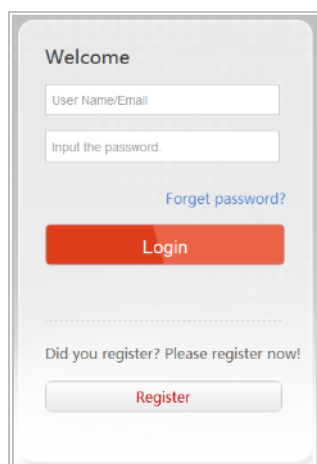 Welcome
User Name/Email
Input the password.
Forget password?
Login
Did you register? Please register now!
Register